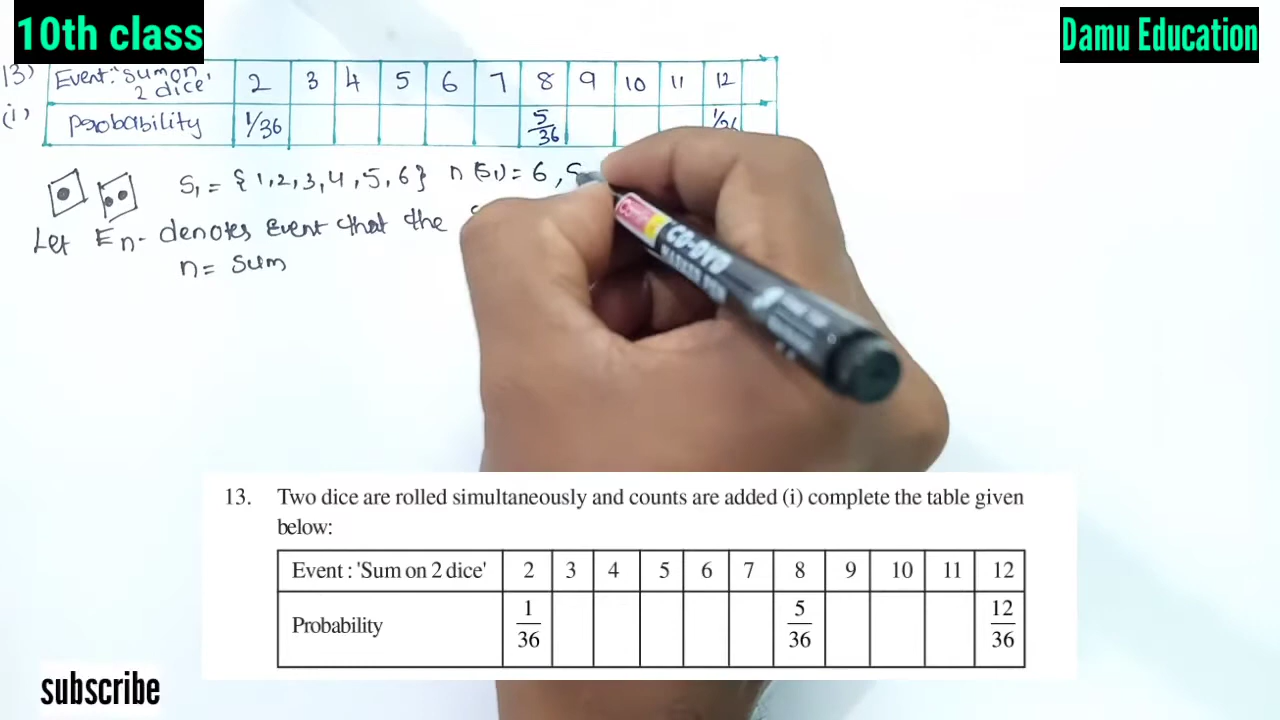 10th class
Damu Education
13) Event: "Sum on 2 dice' 2 3 4 5 6 7 8 9 10 11 12
(i) Probability 1/36 5/36 1/36
S₁ = {1,2,3,4,5,6} n(S₁) = 6 , S
Let En - denotes Event that the
n = Sum
13. Two dice are rolled simultaneously and counts are added (i) complete the table given
below:
Event : 'Sum on 2 dice' 2 3 4 5 6 7 8 9 10 11 12
Probability 1/36 5/36 12/36
subscribe